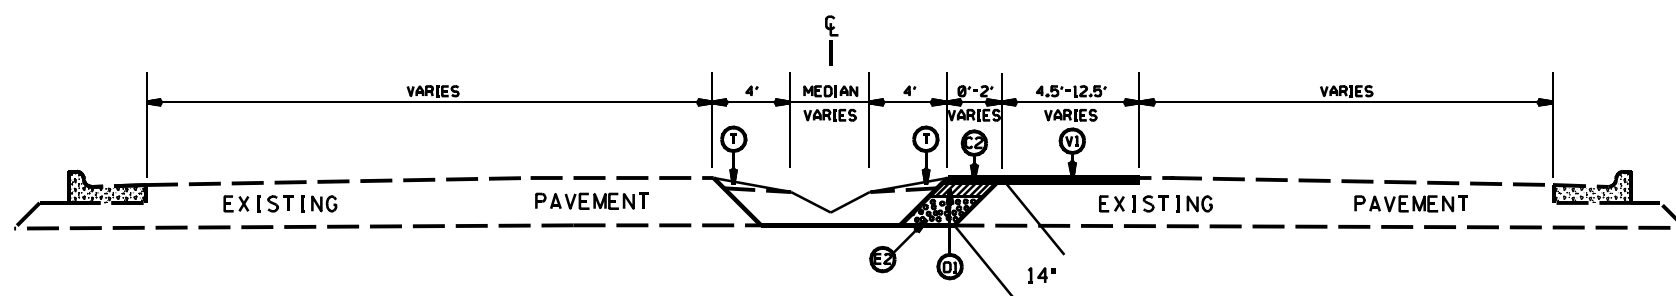 ℄
VARIES 4' MEDIAN 4' 0'-2' 4.5'-12.5' VARIES
VARIES VARIES VARIES
T T C2 V1
EXISTING PAVEMENT EXISTING PAVEMENT
E2 D1 14"